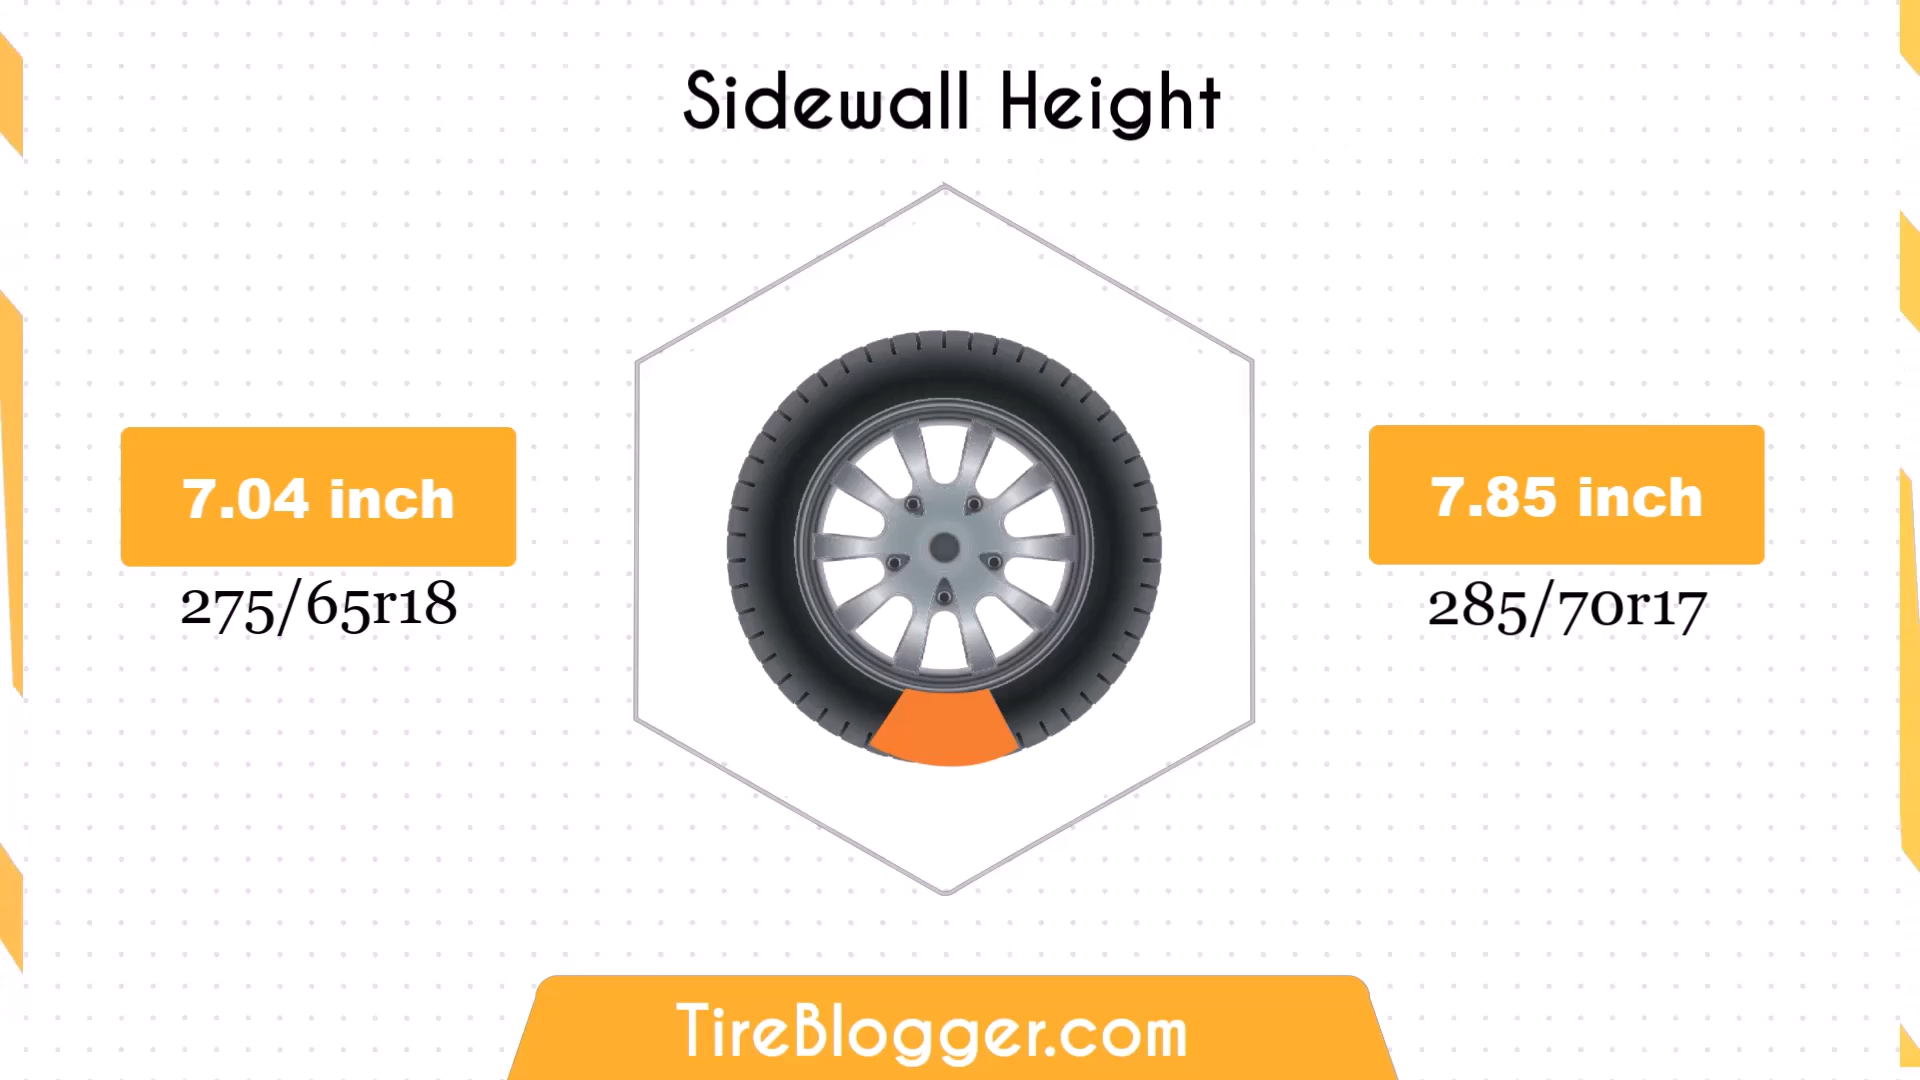 Sidewall Height
7.04 inch
275/65r18
7.85 inch
285/70r17
TireBlogger.com